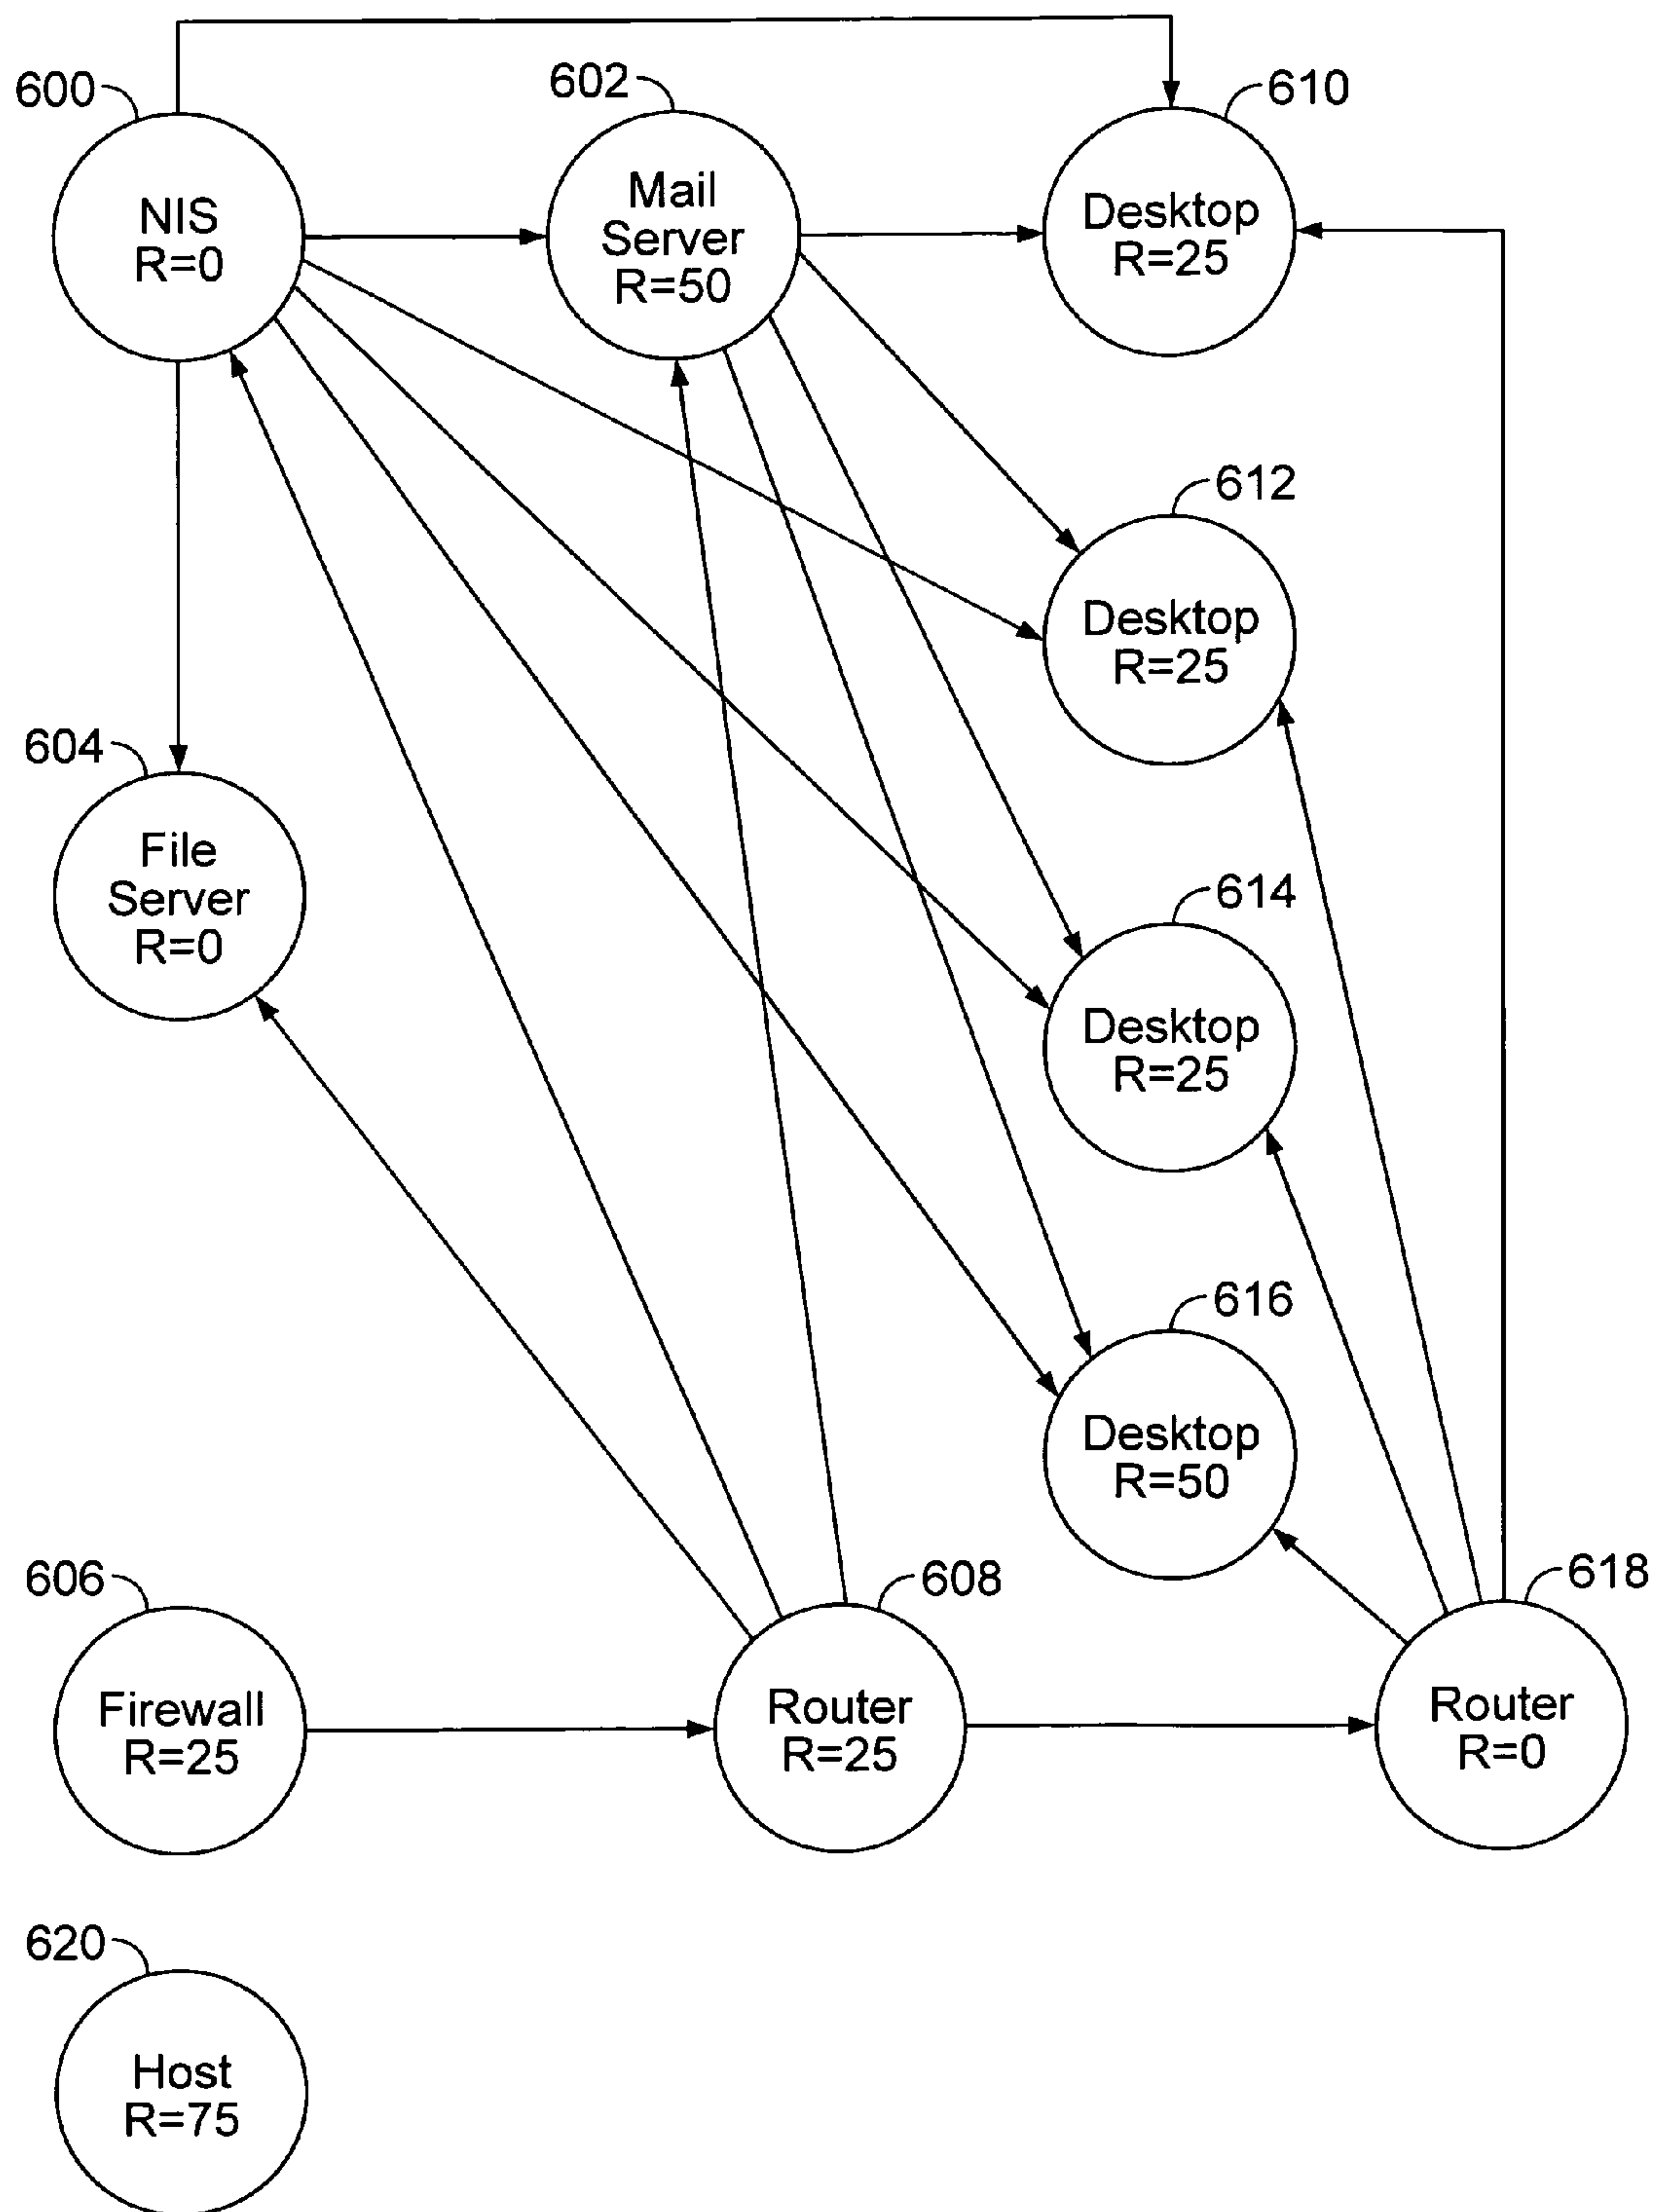 600
NIS
R=0
602
Mail
Server
R=50
610
Desktop
R=25
612
Desktop
R=25
604
File
Server
R=0
614
Desktop
R=25
616
Desktop
R=50
606
Firewall
R=25
608
Router
R=25
618
Router
R=0
620
Host
R=75